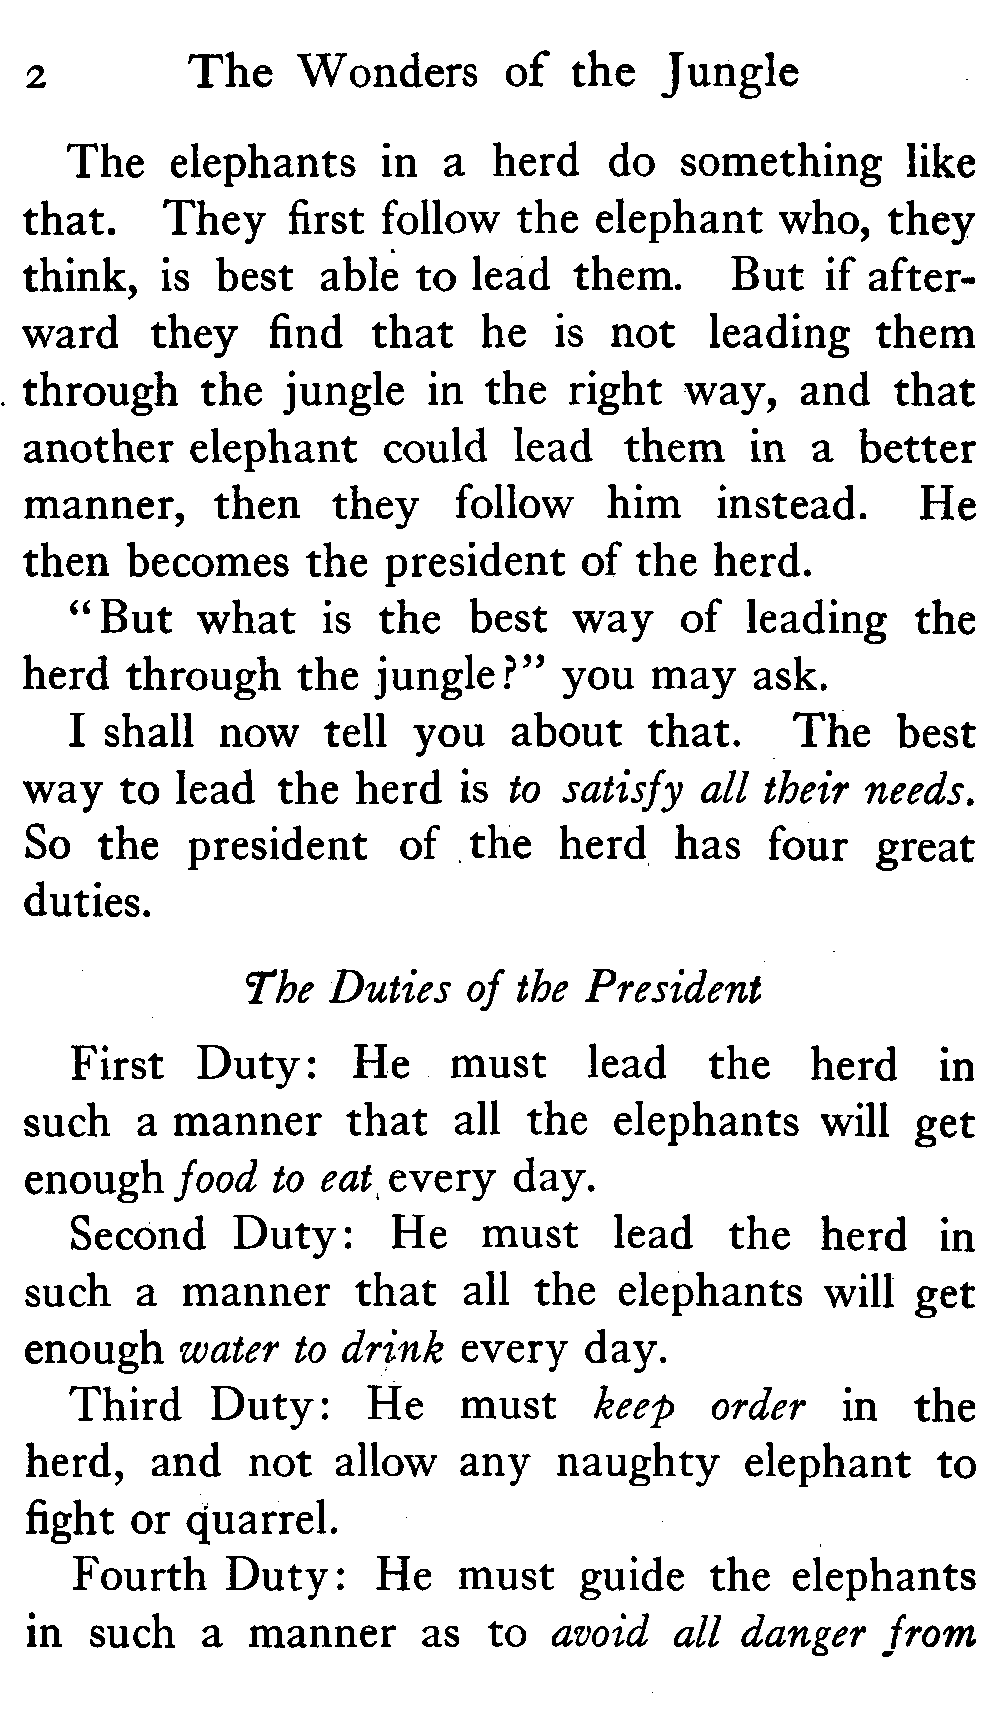 2 The Wonders of the Jungle
The elephants in a herd do something like
that. They first follow the elephant who, they
think, is best able to lead them. But if after-
ward they find that he is not leading them
through the jungle in the right way, and that
another elephant could lead them in a better
manner, then they follow him instead. He
then becomes the president of the herd.
"But what is the best way of leading the
herd through the jungle?" you may ask.
I shall now tell you about that. The best
way to lead the herd is to satisfy all their needs.
So the president of the herd has four great
duties.
The Duties of the President
First Duty: He must lead the herd in
such a manner that all the elephants will get
enough food to eat every day.
Second Duty: He must lead the herd in
such a manner that all the elephants will get
enough water to drink every day.
Third Duty: He must keep order in the
herd, and not allow any naughty elephant to
fight or quarrel.
Fourth Duty: He must guide the elephants
in such a manner as to avoid all danger from